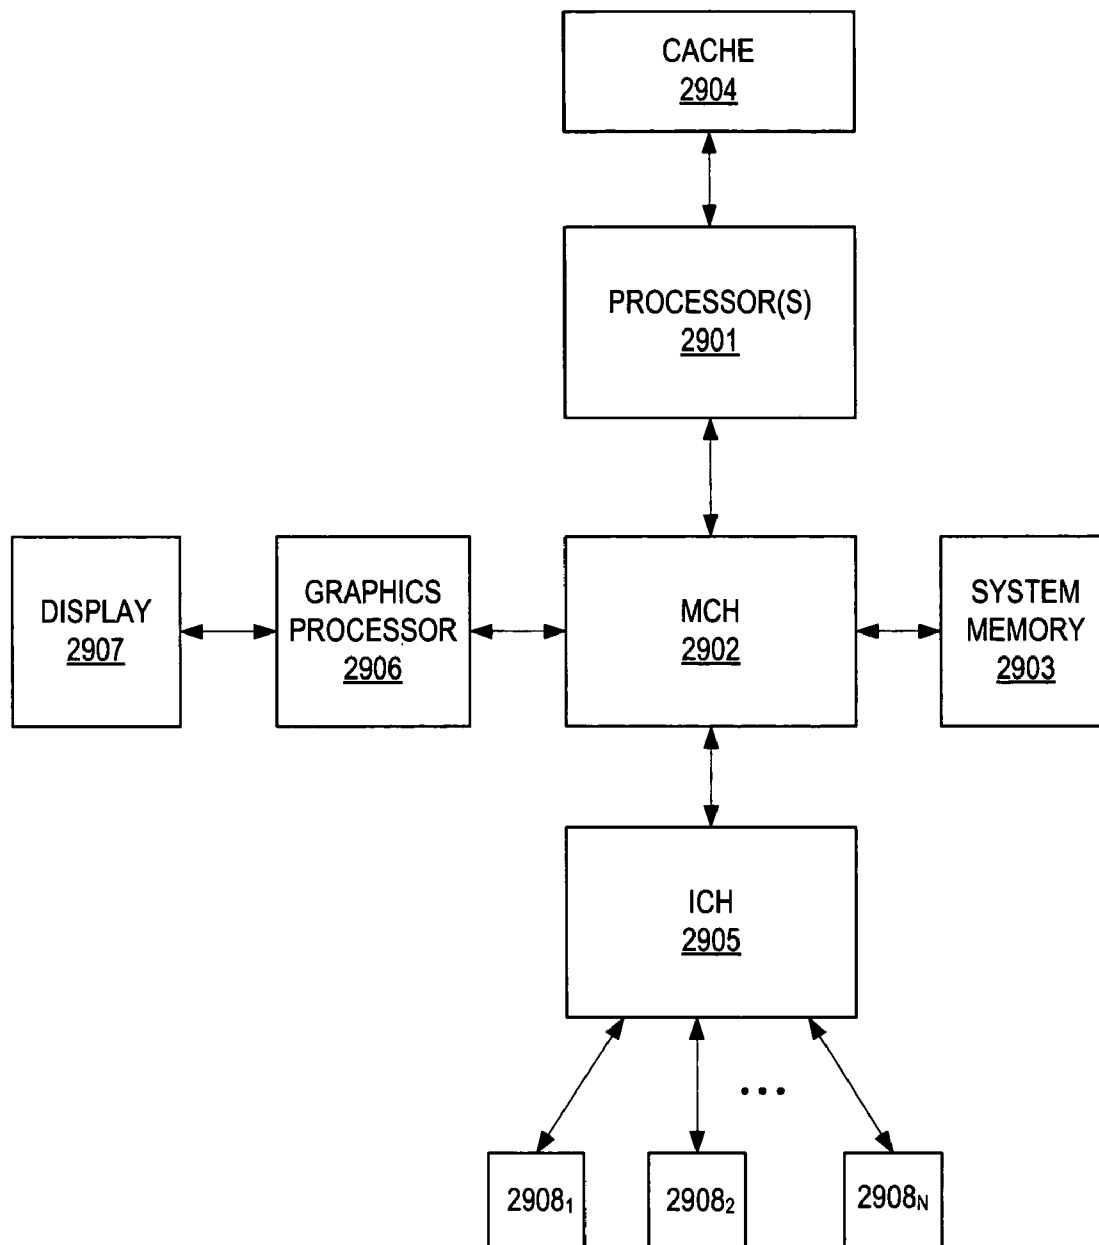 CACHE
2904
PROCESSOR(S)
2901
DISPLAY
2907
GRAPHICS
PROCESSOR
2906
MCH
2902
SYSTEM
MEMORY
2903
ICH
2905
...
2908₁
2908₂
2908N